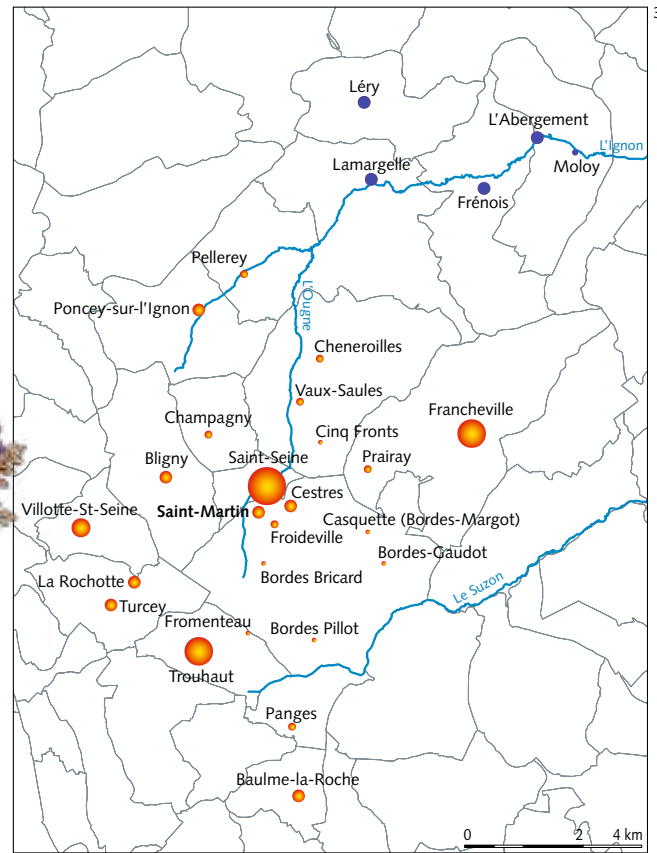 3
Léry
L'Abergement
L'Ignon
Lamargelle
Moloy
Frénois
Pellerey
L'Ougne
Poncey-sur-l'Ignon
Cheneroilles
Vaux-Saules
Francheville
Champagny
Cinq Fronts
Saint-Seine
Prairay
Bligny
Cestres
Villotte-St-Seine
Saint-Martin
Casquette (Bordes-Margot)
Froideville
Bordes-Gaudot
La Rochotte
Bordes Bricard
Le Suzon
Turcey
Fromenteau
Bordes Pillot
Trouhaut
Panges
Baulme-la-Roche
0 2 4 km